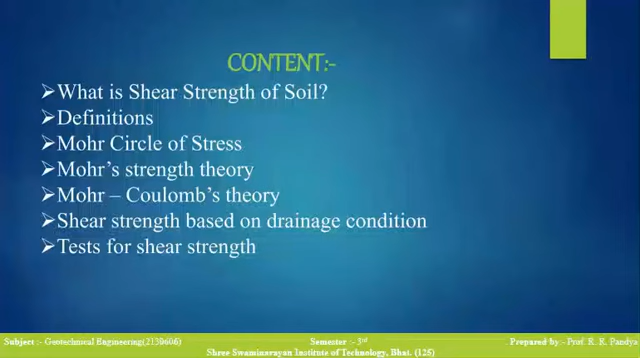 CONTENT:-
➢What is Shear Strength of Soil?
➢Definitions
➢Mohr Circle of Stress
➢Mohr's strength theory
➢Mohr – Coulomb's theory
➢Shear strength based on drainage condition
➢Tests for shear strength
Subject :- Geotechnical Engineering(2130606) Semester :- 3rd Prepared by:- Prof. R. R. Pandya
Shree Swaminarayan Institute of Technology, Bhat. (125)